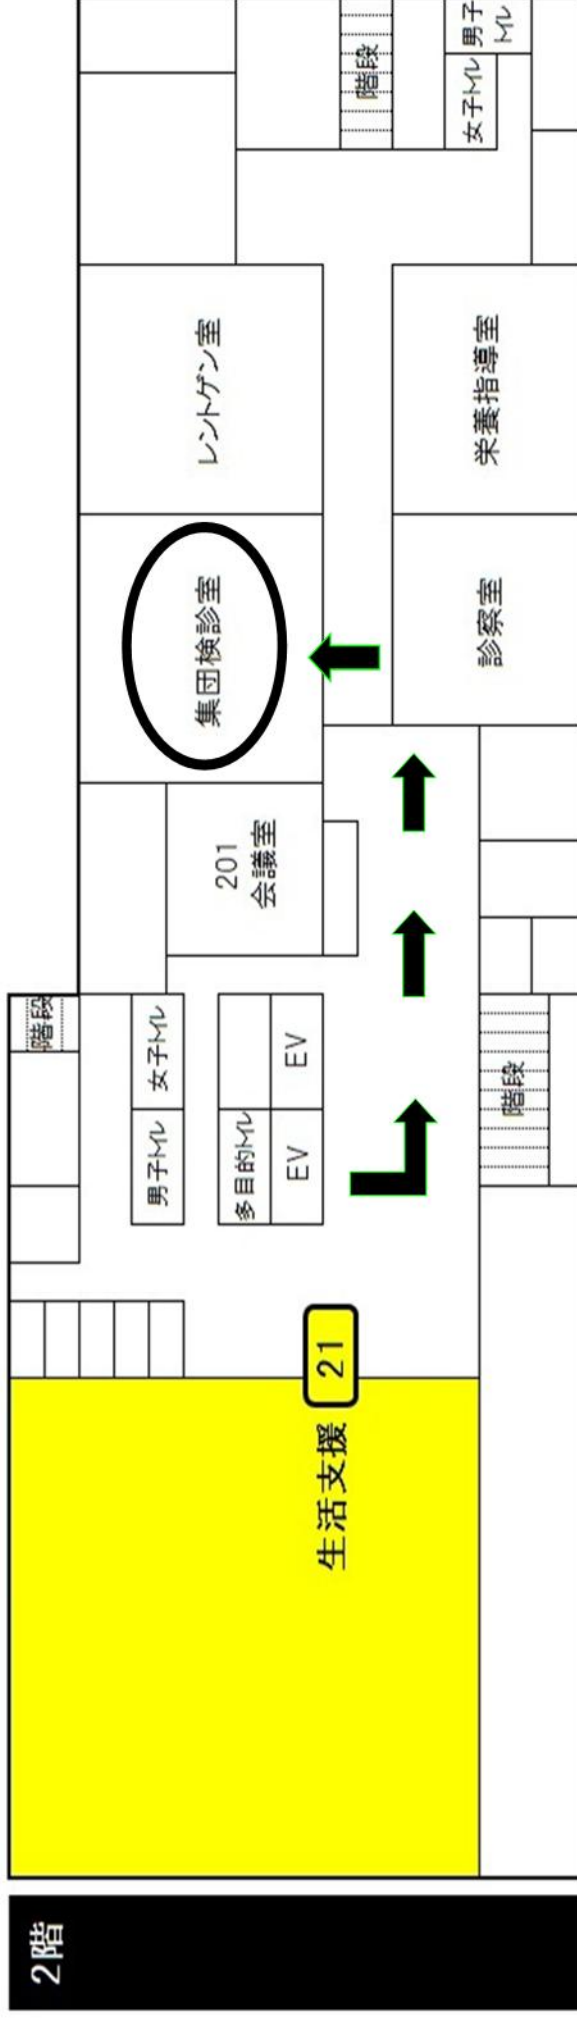 2階
生活支援
21
階段
男子トイレ
女子トイレ
多目的トイレ
EV
EV
201
会議室
階段
集団検診室
診察室
レントゲン室
栄養指導室
階段
女子トイレ
男子
トイレ